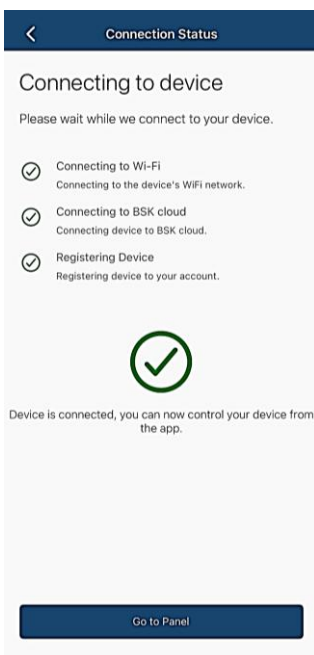 Connection Status
Connecting to device
Please wait while we connect to your device.
Connecting to Wi-Fi
Connecting to the device's WiFi network.
Connecting to BSK cloud
Connecting device to BSK cloud.
Registering Device
Registering device to your account.
Device is connected, you can now control your device from
the app.
Go to Panel